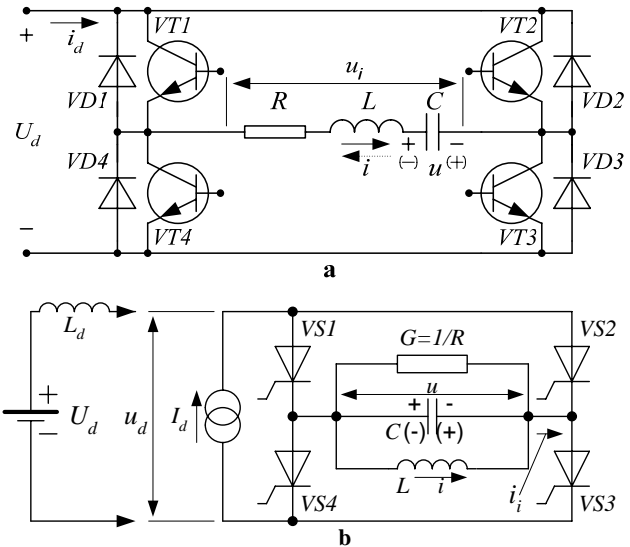 VT1 VT2
+ i_d
u_i
VD1 R L C VD2
U_d
VD4 + − VD3
i (−) u (+)
VT4 VT3
−
a
L_d VS1 VS2
G=1/R
+ u
U_d u_d I_d + -
− C (-) (+)
VS4 L i i_i VS3
b